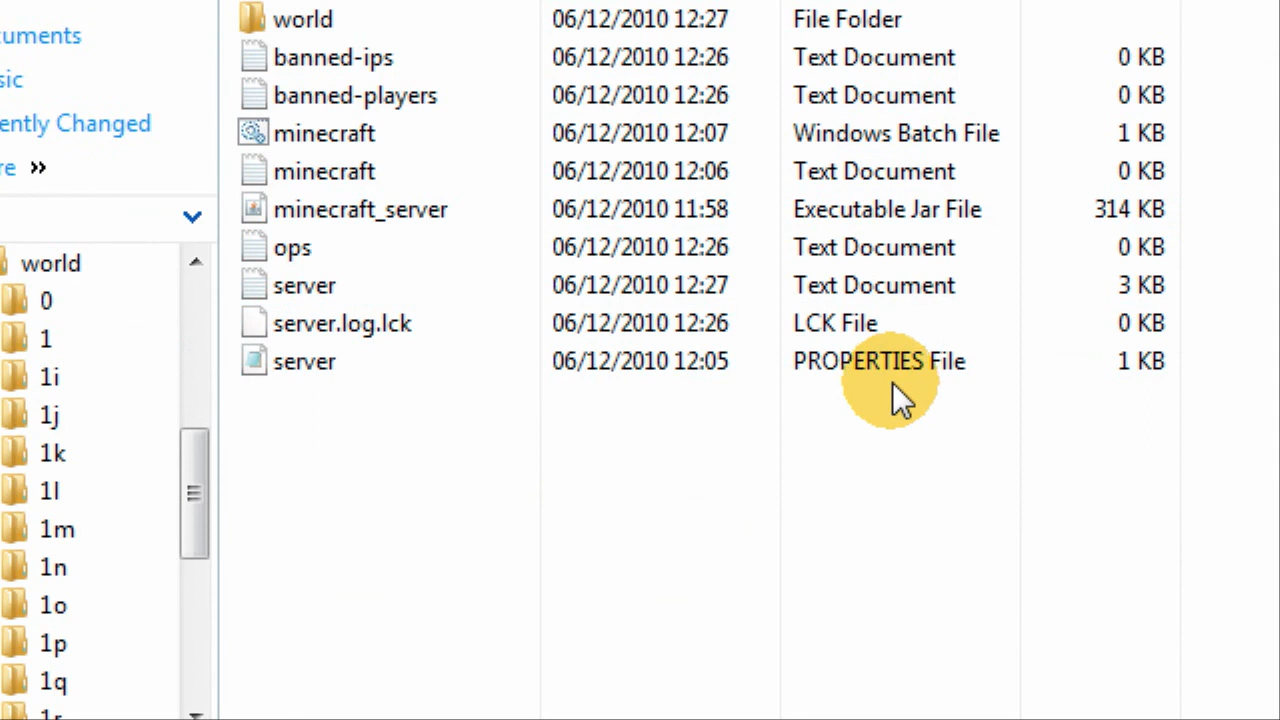 cuments
sic
ently Changed
re »
world
0
1
1i
1j
1k
1l
1m
1n
1o
1p
1q
world 06/12/2010 12:27 File Folder
banned-ips 06/12/2010 12:26 Text Document 0 KB
banned-players 06/12/2010 12:26 Text Document 0 KB
minecraft 06/12/2010 12:07 Windows Batch File 1 KB
minecraft 06/12/2010 12:06 Text Document 0 KB
minecraft_server 06/12/2010 11:58 Executable Jar File 314 KB
ops 06/12/2010 12:26 Text Document 0 KB
server 06/12/2010 12:27 Text Document 3 KB
server.log.lck 06/12/2010 12:26 LCK File 0 KB
server 06/12/2010 12:05 PROPERTIES File 1 KB